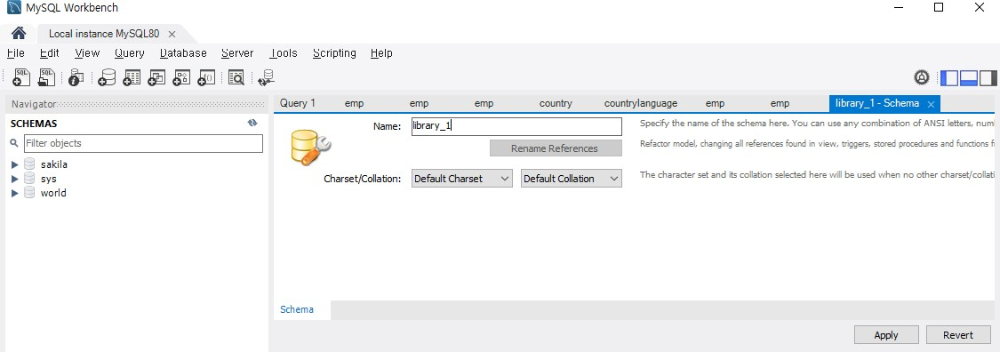 MySQL Workbench
Local instance MySQL80
File Edit View Query Database Server Tools Scripting Help
SQL SQL
Navigator
SCHEMAS
Filter objects
sakila
sys
world
Query 1 emp emp emp country countrylanguage emp emp library_1 - Schema
Name: library_1 Specify the name of the schema here. You can use any combination of ANSI letters,
Rename References Refactor model, changing all references found in view, triggers, stored procedures and functions
Charset/Collation: Default Charset Default Collation The character set and its collation selected here will be used when no other
Schema
Apply Revert